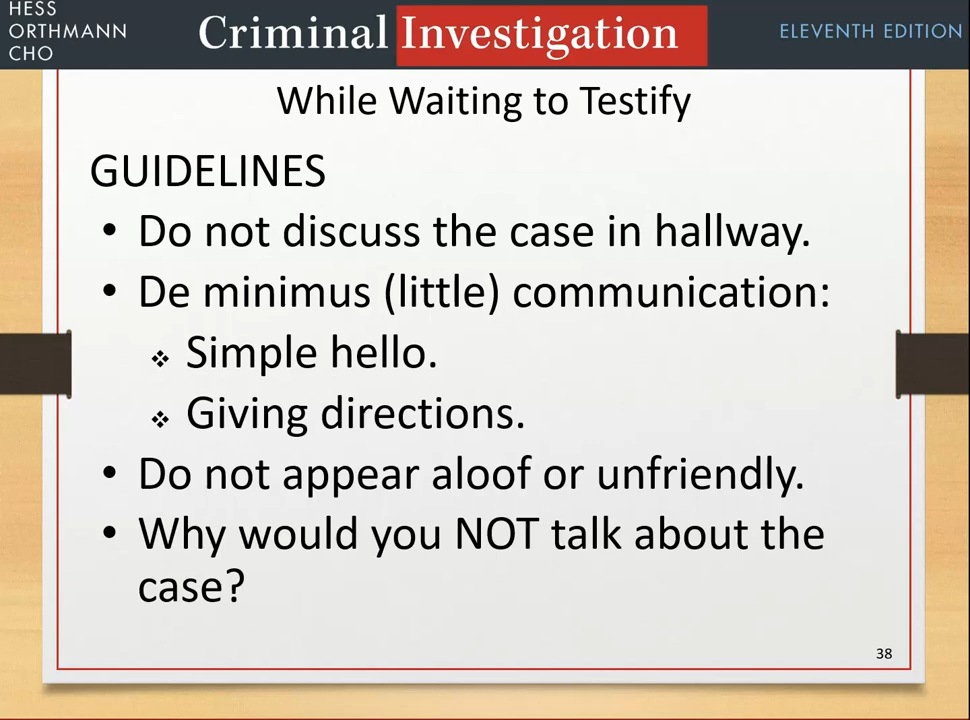 HESS
ORTHMANN
CHO
Criminal Investigation
ELEVENTH EDITION
While Waiting to Testify
GUIDELINES
• Do not discuss the case in hallway.
• De minimus (little) communication:
❖ Simple hello.
❖ Giving directions.
• Do not appear aloof or unfriendly.
• Why would you NOT talk about the
case?
38